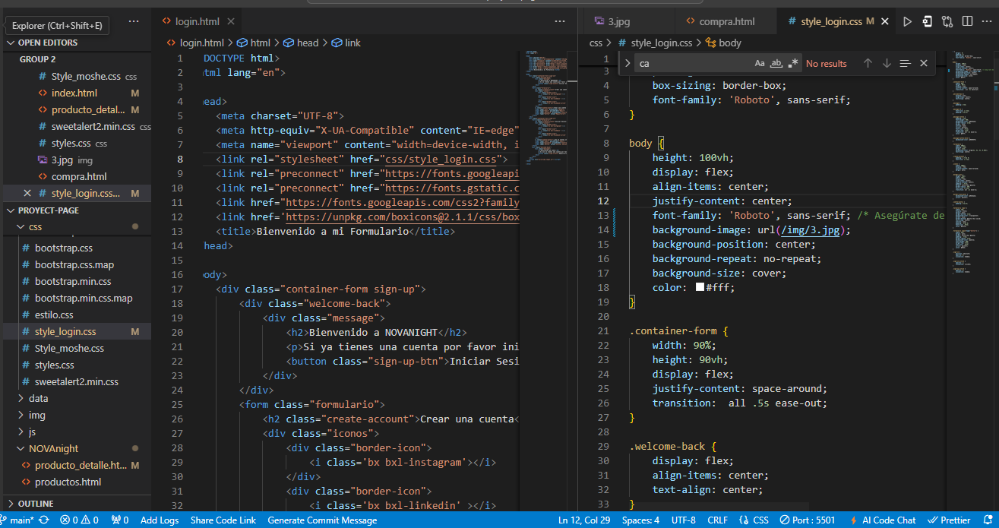 Explorer (Ctrl+Shift+E)
OPEN EDITORS
GROUP 2
# Style_moshe.css css
<> index.html M
<> producto_detal... M
# sweetalert2.min.css css
# styles.css css
3.jpg img
<> compra.html
# style_login.css... M
PROYECT-PAGE
css
# bootstrap.css
# bootstrap.css.map
# bootstrap.min.css
# bootstrap.min.css.map
# estilo.css
# style_login.css M
# Style_moshe.css
# styles.css
# sweetalert2.min.css
data
img
js
NOVAnight
<> producto_detalle.ht... M
<> productos.html
OUTLINE
<> login.html
<> login.html > html > head > link
1 DOCTYPE html>
2 tml lang="en">
3
4 ead>
5 <meta charset="UTF-8">
6 <meta http-equiv="X-UA-Compatible" content="IE=edge"
7 <meta name="viewport" content="width=device-width, i
8 <link rel="stylesheet" href="css/style_login.css">
9 <link rel="preconnect" href="https://fonts.googleapi
10 <link rel="preconnect" href="https://fonts.gstatic.c
11 <link href="https://fonts.googleapis.com/css2?family
12 <link href='https://unpkg.com/boxicons@2.1.1/css/box
13 <title>Bienvenido a mi Formulario</title>
14 head>
15
16 ody>
17 <div class="container-form sign-up">
18 <div class="welcome-back">
19 <div class="message">
20 <h2>Bienvenido a NOVANIGHT</h2>
21 <p>Si ya tienes una cuenta por favor ini
22 <button class="sign-up-btn">Iniciar Sesi
23 </div>
24 </div>
25 <form class="formulario">
26 <h2 class="create-account">Crear una cuenta<
27 <div class="iconos">
28 <div class="border-icon">
29 <i class='bx bxl-instagram'></i>
30 </div>
31 <div class="border-icon">
32 <i class='bx bxl-linkedin' ></i>
3.jpg
<> compra.html
# style_login.css M
css > # style_login.css > body
ca
Aa ab .* No results
1
3
4 box-sizing: border-box;
5 font-family: 'Roboto', sans-serif;
6 }
7
8 body {
9 height: 100vh;
10 display: flex;
11 align-items: center;
12 justify-content: center;
13 font-family: 'Roboto', sans-serif; /* Asegúrate de
14 background-image: url(/img/3.jpg);
15 background-position: center;
16 background-repeat: no-repeat;
17 background-size: cover;
18 color: #fff;
19 }
20
21 .container-form {
22 width: 90%;
23 height: 90vh;
24 display: flex;
25 justify-content: space-around;
26 transition:  all .5s ease-out;
27 }
28
29 .welcome-back {
30 display: flex;
31 align-items: center;
32 text-align: center;
33 }
main* 0 0 0 Add Logs Share Code Link Generate Commit Message Ln 12, Col 29 Spaces: 4 UTF-8 CRLF {} CSS Port : 5501 AI Code Chat Prettier